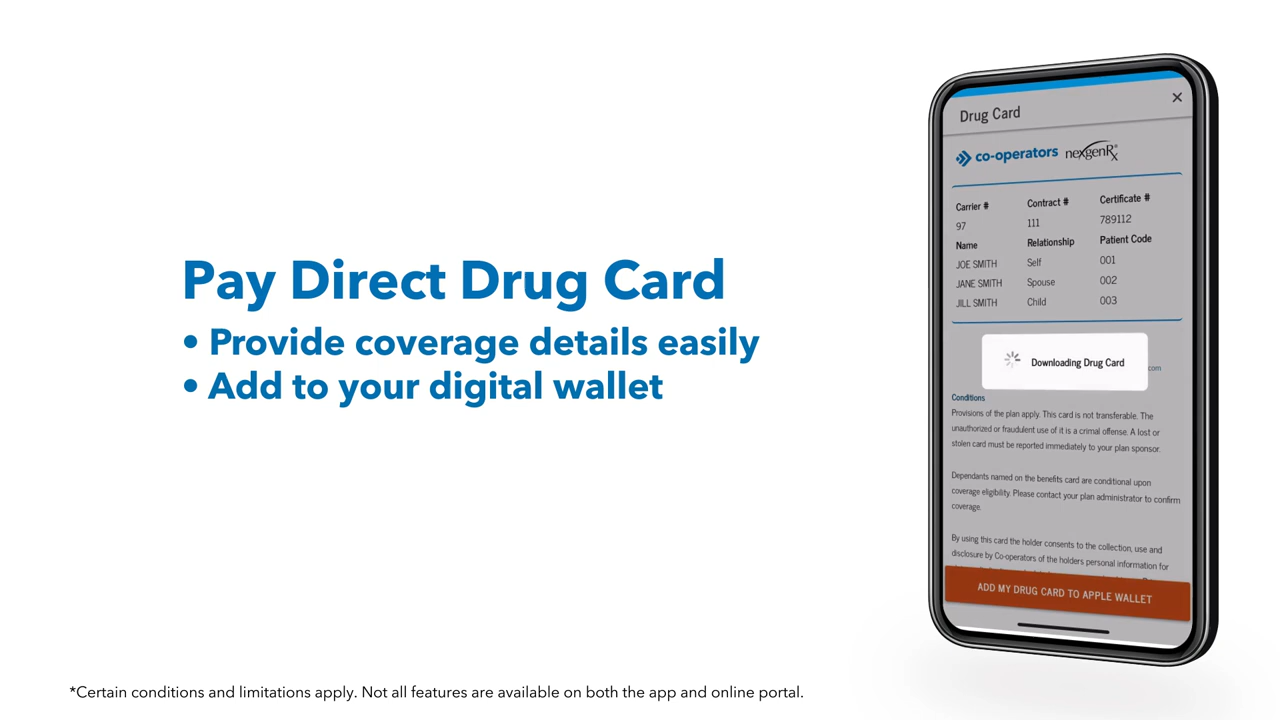 Pay Direct Drug Card
• Provide coverage details easily
• Add to your digital wallet
*Certain conditions and limitations apply. Not all features are available on both the app and online portal.
Drug Card
co-operators nexgenRx
Carrier # Contract # Certificate #
97 111 789112
Name Relationship Patient Code
JOE SMITH Self 001
JANE SMITH Spouse 002
JILL SMITH Child 003
Downloading Drug Card
com
Conditions
Provisions of the plan apply. This card is not transferable. The
unauthorized or fraudulent use of it is a crimal offense. A lost or
stolen card must be reported immediately to your plan sponsor.
Dependants named on the benefits card are conditional upon
coverage eligibility. Please contact your plan administrator to confirm
coverage.
By using this card the holder consents to the collection, use and
disclosure by Co-operators of the holders personal information for
ADD MY DRUG CARD TO APPLE WALLET